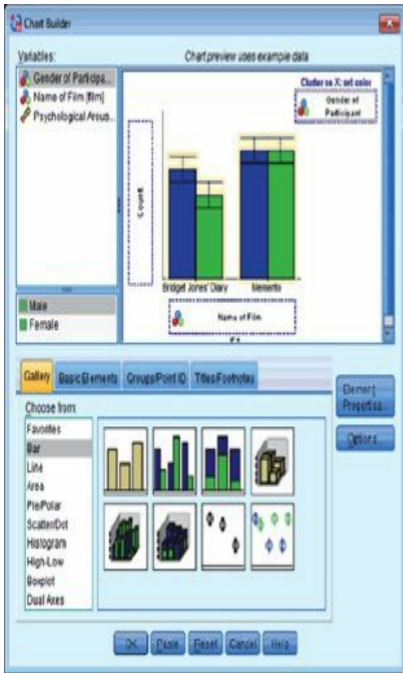 Chart Builder
Variables:
Chart preview uses example data
Gender of Participa...
Name of Film [film]
Psychological Arous...
Cluster on X: set color
Gender of
Participant
Count
Bridget Jones' Diary
Memento
Name of Film
Male
Female
Gallery
Basic Elements
Groups/Point ID
Titles/Footnotes
Element
Properties...
Options...
Choose from:
Favorites
Bar
Line
Area
Pie/Polar
Scatter/Dot
Histogram
High-Low
Boxplot
Dual Axes
OK
Paste
Reset
Cancel
Help